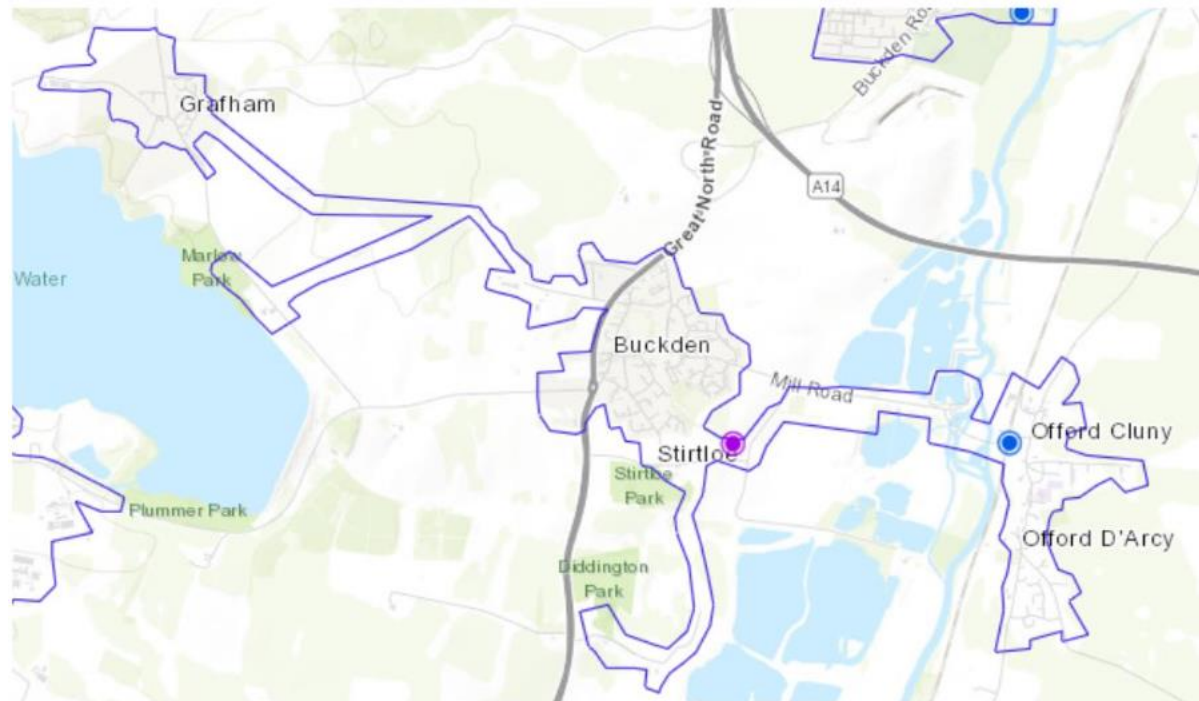 Grafham
Buckden Ro
Great North Road
A14
Marlow
Park
Water
Buckden
Mill Road
Offord Cluny
Stirtloe
Stirtloe
Park
Plummer Park
Offord D'Arcy
Diddington
Park